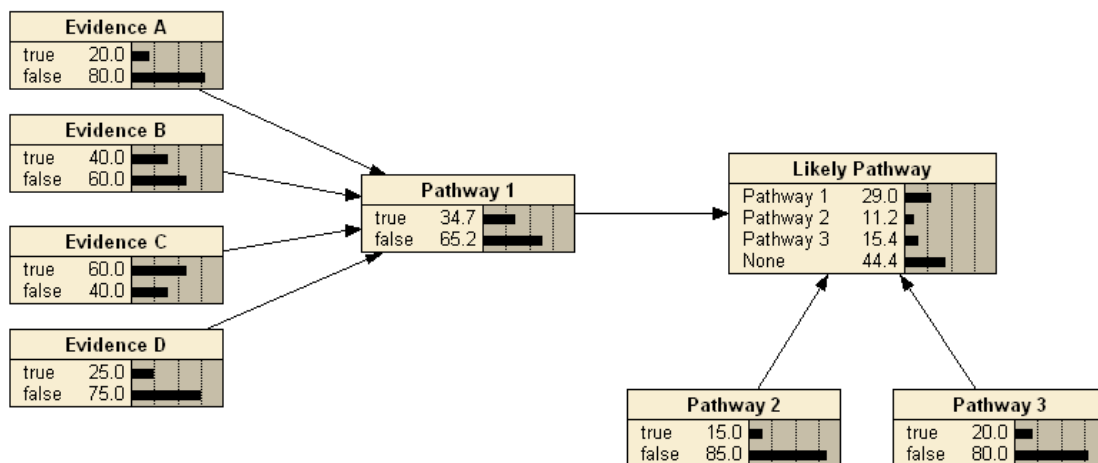 Evidence A
true 20.0
false 80.0
Evidence B
true 40.0
false 60.0
Evidence C
true 60.0
false 40.0
Evidence D
true 25.0
false 75.0
Pathway 1
true 34.7
false 65.2
Likely Pathway
Pathway 1 29.0
Pathway 2 11.2
Pathway 3 15.4
None 44.4
Pathway 2
true 15.0
false 85.0
Pathway 3
true 20.0
false 80.0